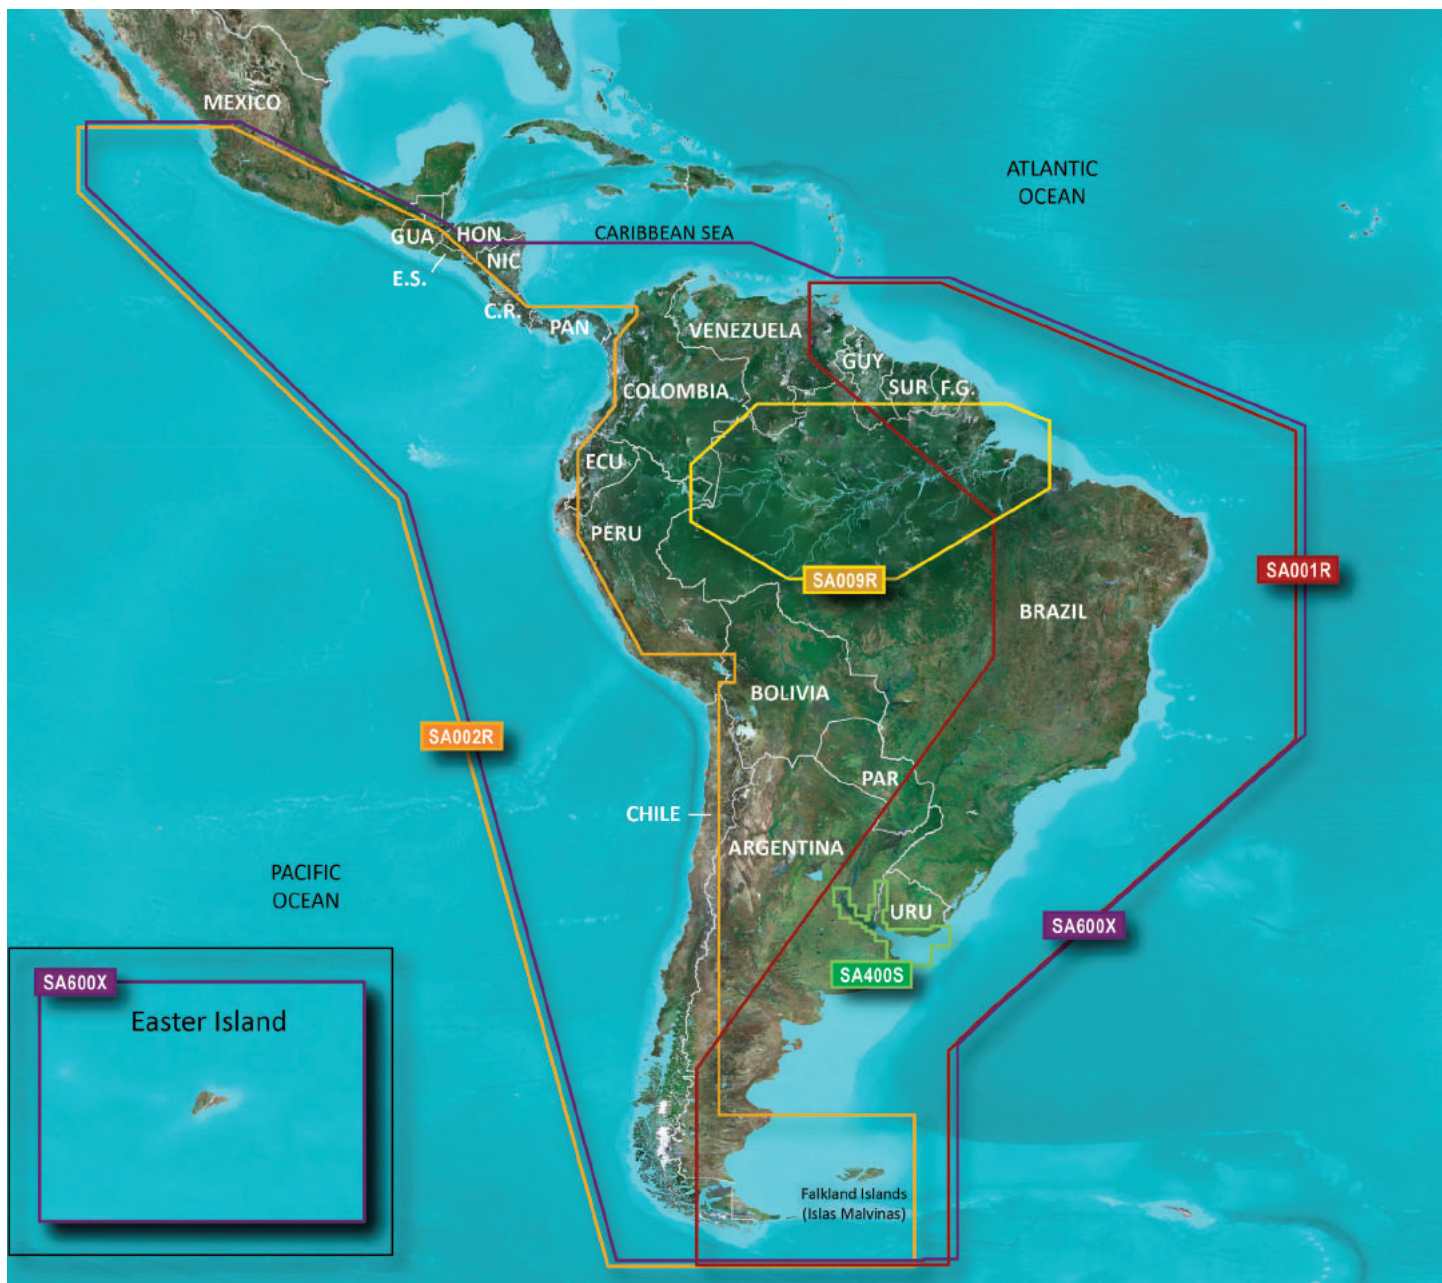 MEXICO
ATLANTIC
OCEAN
GUA
HON
CARIBBEAN SEA
NIC
E.S.
C.R.
PAN
VENEZUELA
GUY
COLOMBIA
SUR
F.G.
ECU
PERU
SA009R
SA001R
BRAZIL
BOLIVIA
SA002R
PAR
CHILE
ARGENTINA
PACIFIC
OCEAN
URU
SA600X
SA400S
SA600X
Easter Island
Falkland Islands
(Islas Malvinas)